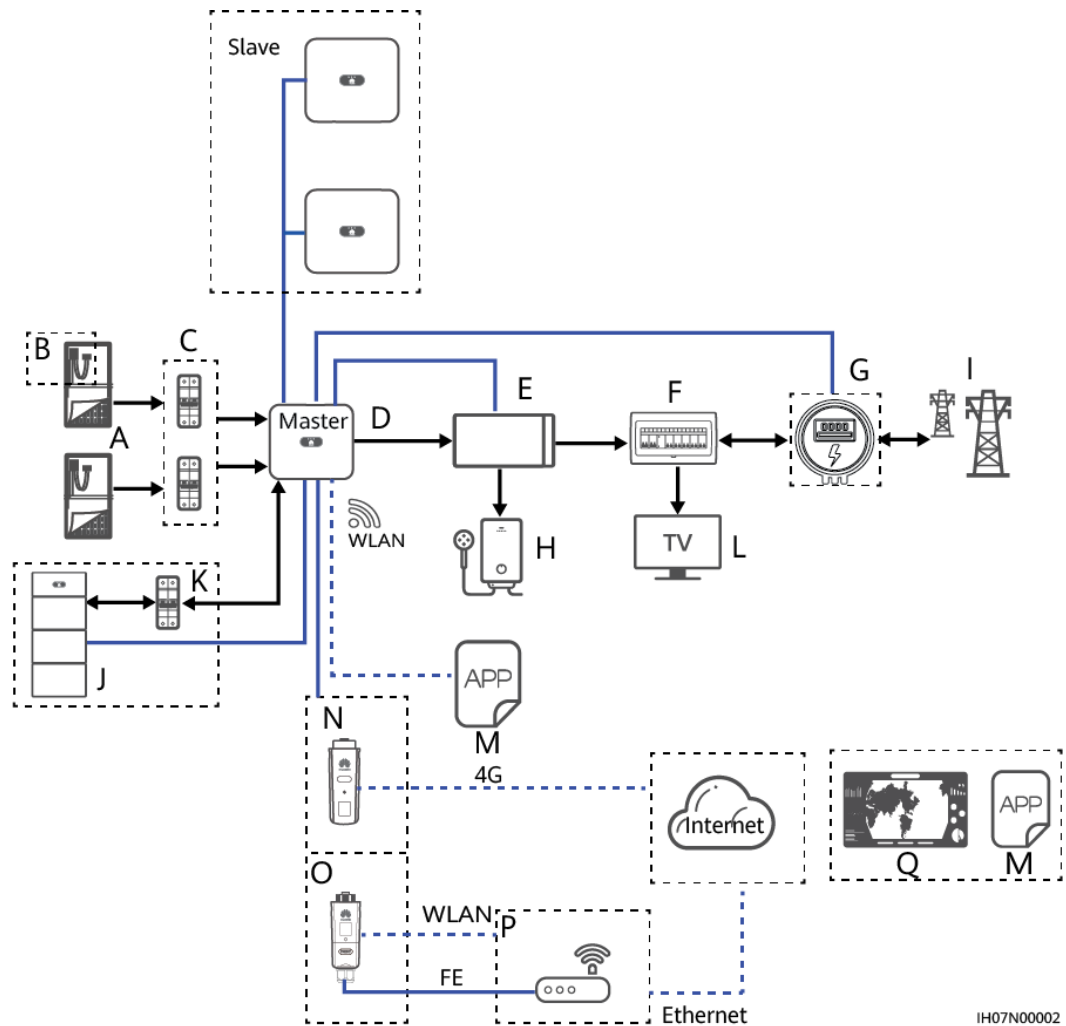 Slave
B
C
G
I
A
Master
D
E
F
WLAN
H
TV
L
K
J
APP
M
N
4G
Internet
APP
Q
M
O
WLAN
P
FE
Ethernet
IH07N00002